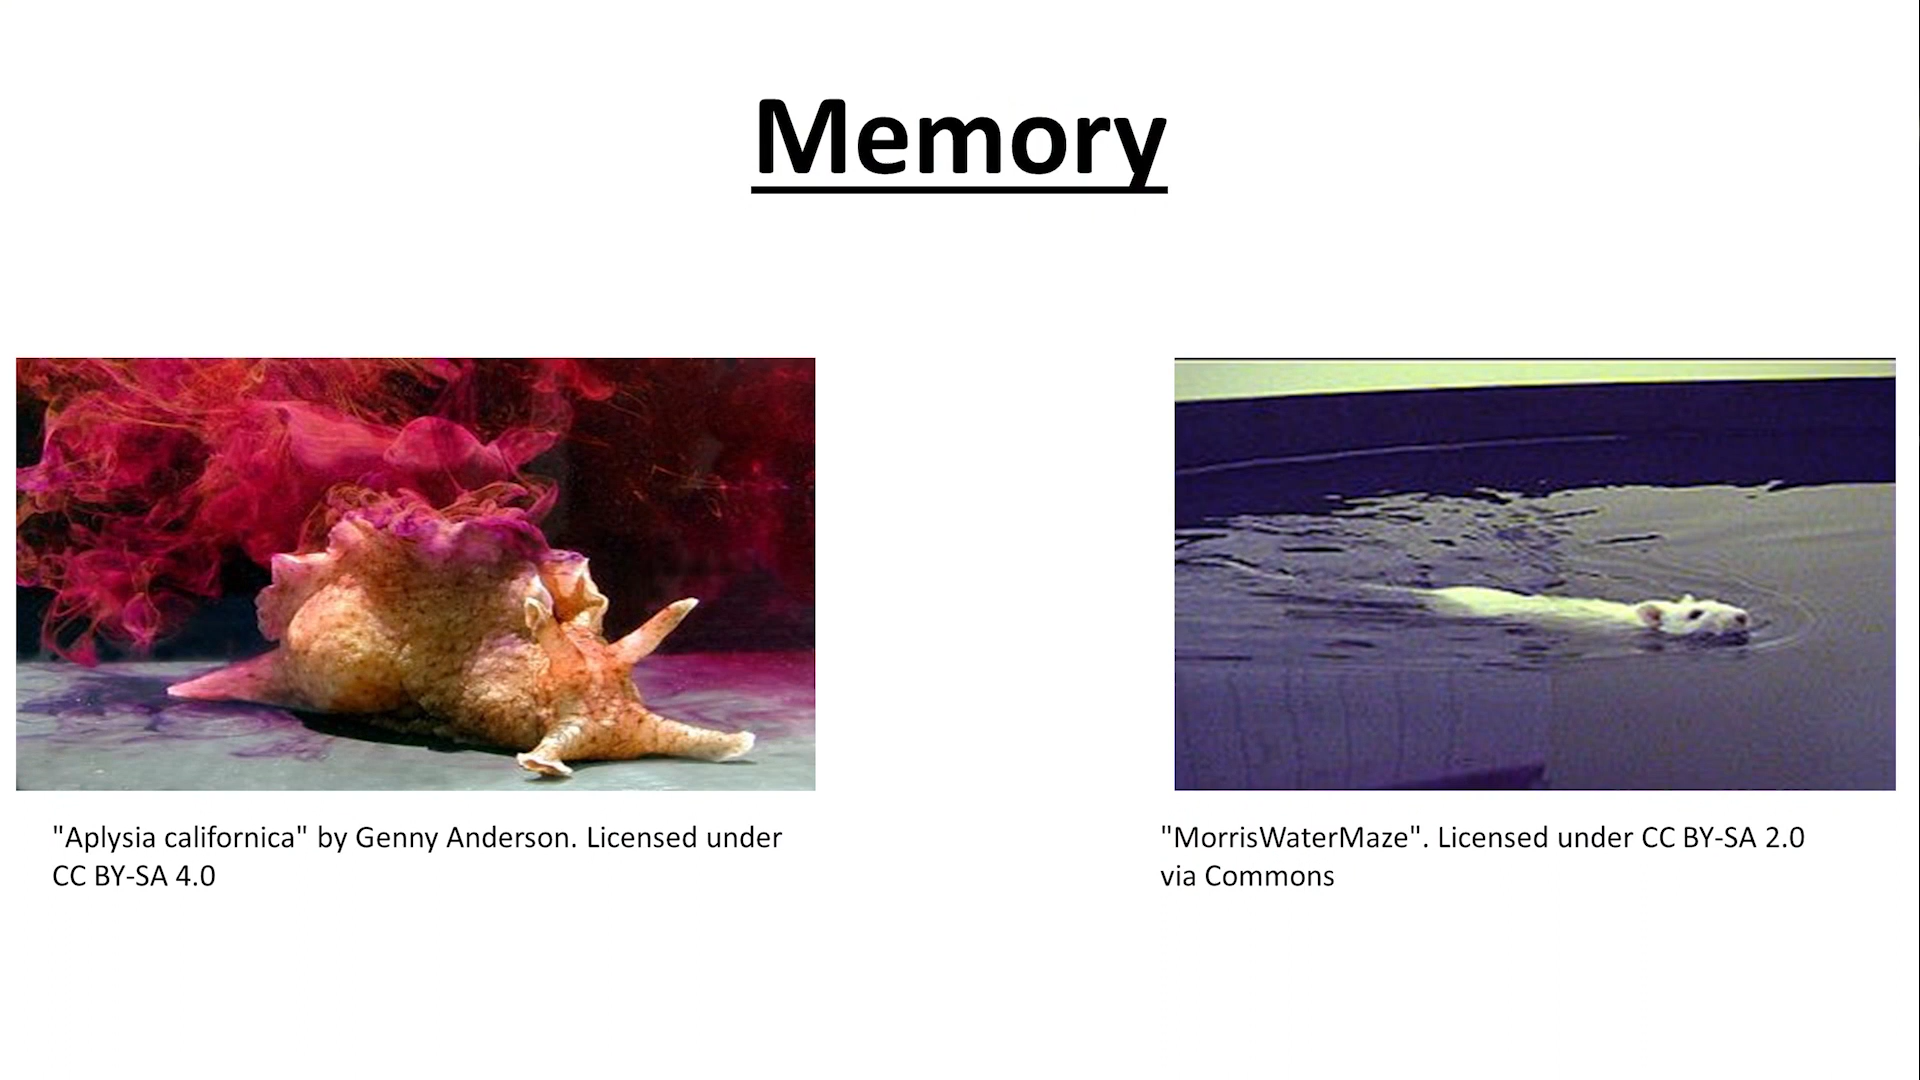 Memory
"Aplysia californica" by Genny Anderson. Licensed under
CC BY-SA 4.0
"MorrisWaterMaze". Licensed under CC BY-SA 2.0
via Commons